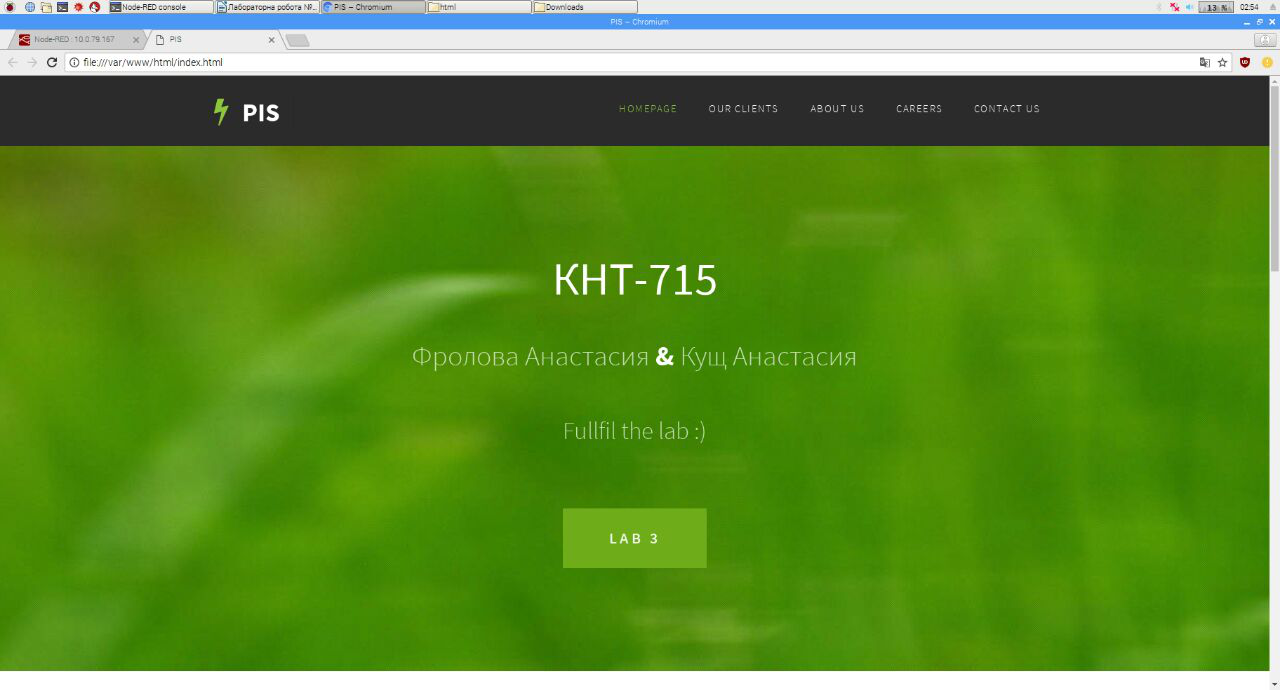 Node-RED console
Лабораторна робота №...
PIS – Chromium
html
Downloads
13 %
02:54
PIS – Chromium
Node-RED : 10.0.79.167
PIS
file:///var/www/html/index.html
PIS
HOMEPAGE
OUR CLIENTS
ABOUT US
CAREERS
CONTACT US
КНТ-715
Фролова Анастасия & Кущ Анастасия
Fullfil the lab :)
LAB 3